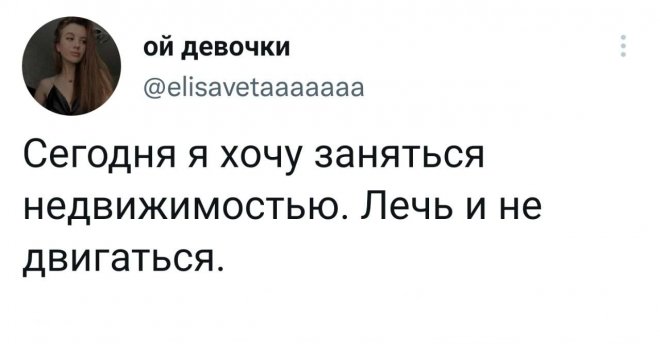 ой девочки
@elisavetaaaaaaa
Сегодня я хочу заняться
недвижимостью. Лечь и не
двигаться.